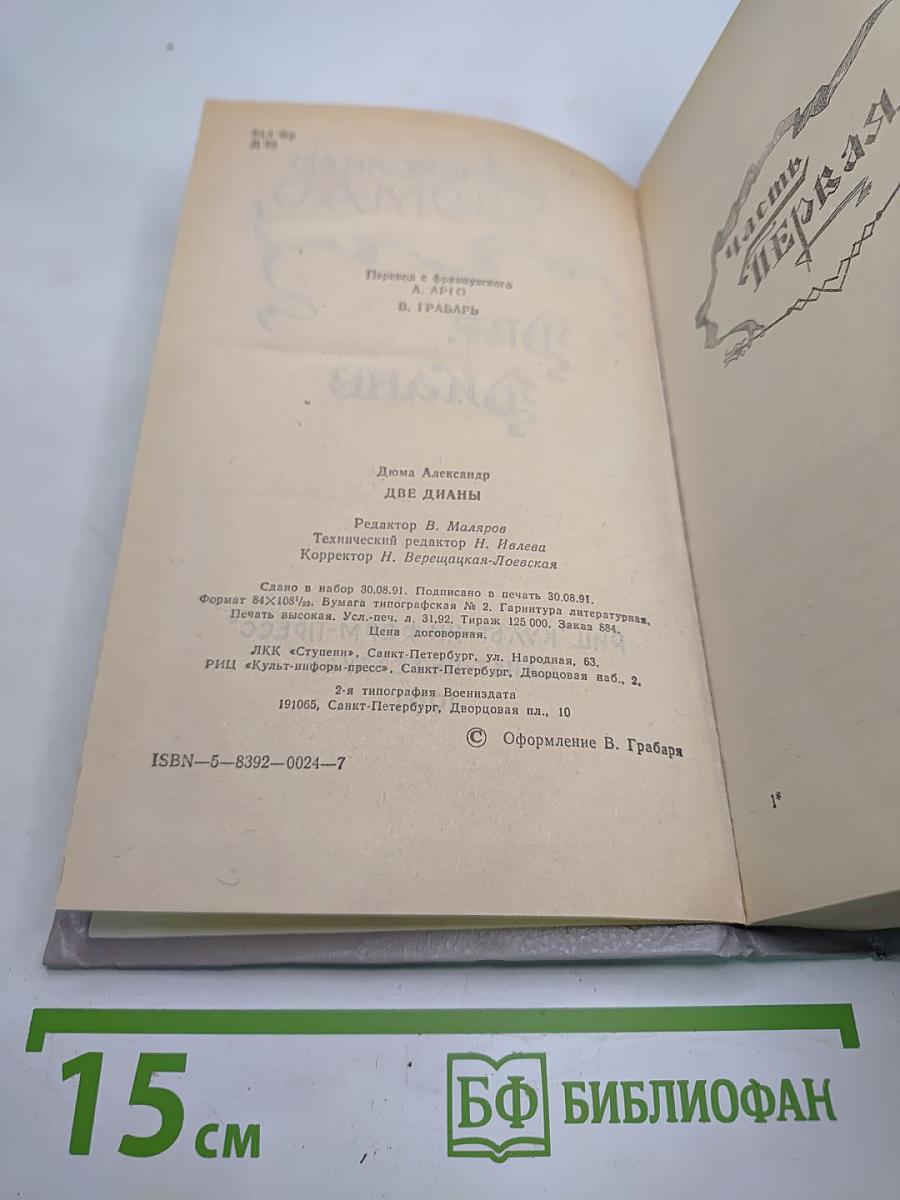 Перевод с французского
А. АРГО
В. ГРАБАРЬ
Дюма Александр
ДВЕ ДИАНЫ
Редактор В. Маляров
Технический редактор Н. Ивлева
Корректор Н. Верещацкая-Лоевская
Сдано в набор 30.08.91. Подписано в печать 30.08.91.
Формат 84×108¹/₃₂. Бумага типографская № 2. Гарнитура литературная.
Печать высокая. Усл.-печ. л. 31,92. Тираж 125 000. Заказ 884.
Цена договорная.
ЛКК «Ступени», Санкт-Петербург, ул. Народная, 63.
РИЦ «Культ-информ-пресс», Санкт-Петербург, Дворцовая наб., 2.
2-я типография Воениздата
191065, Санкт-Петербург, Дворцовая пл., 10
© Оформление В. Грабаря
ISBN—5—8392—0024—7
Часть
Первая
1*
15 см
БФ БИБЛИОФАН